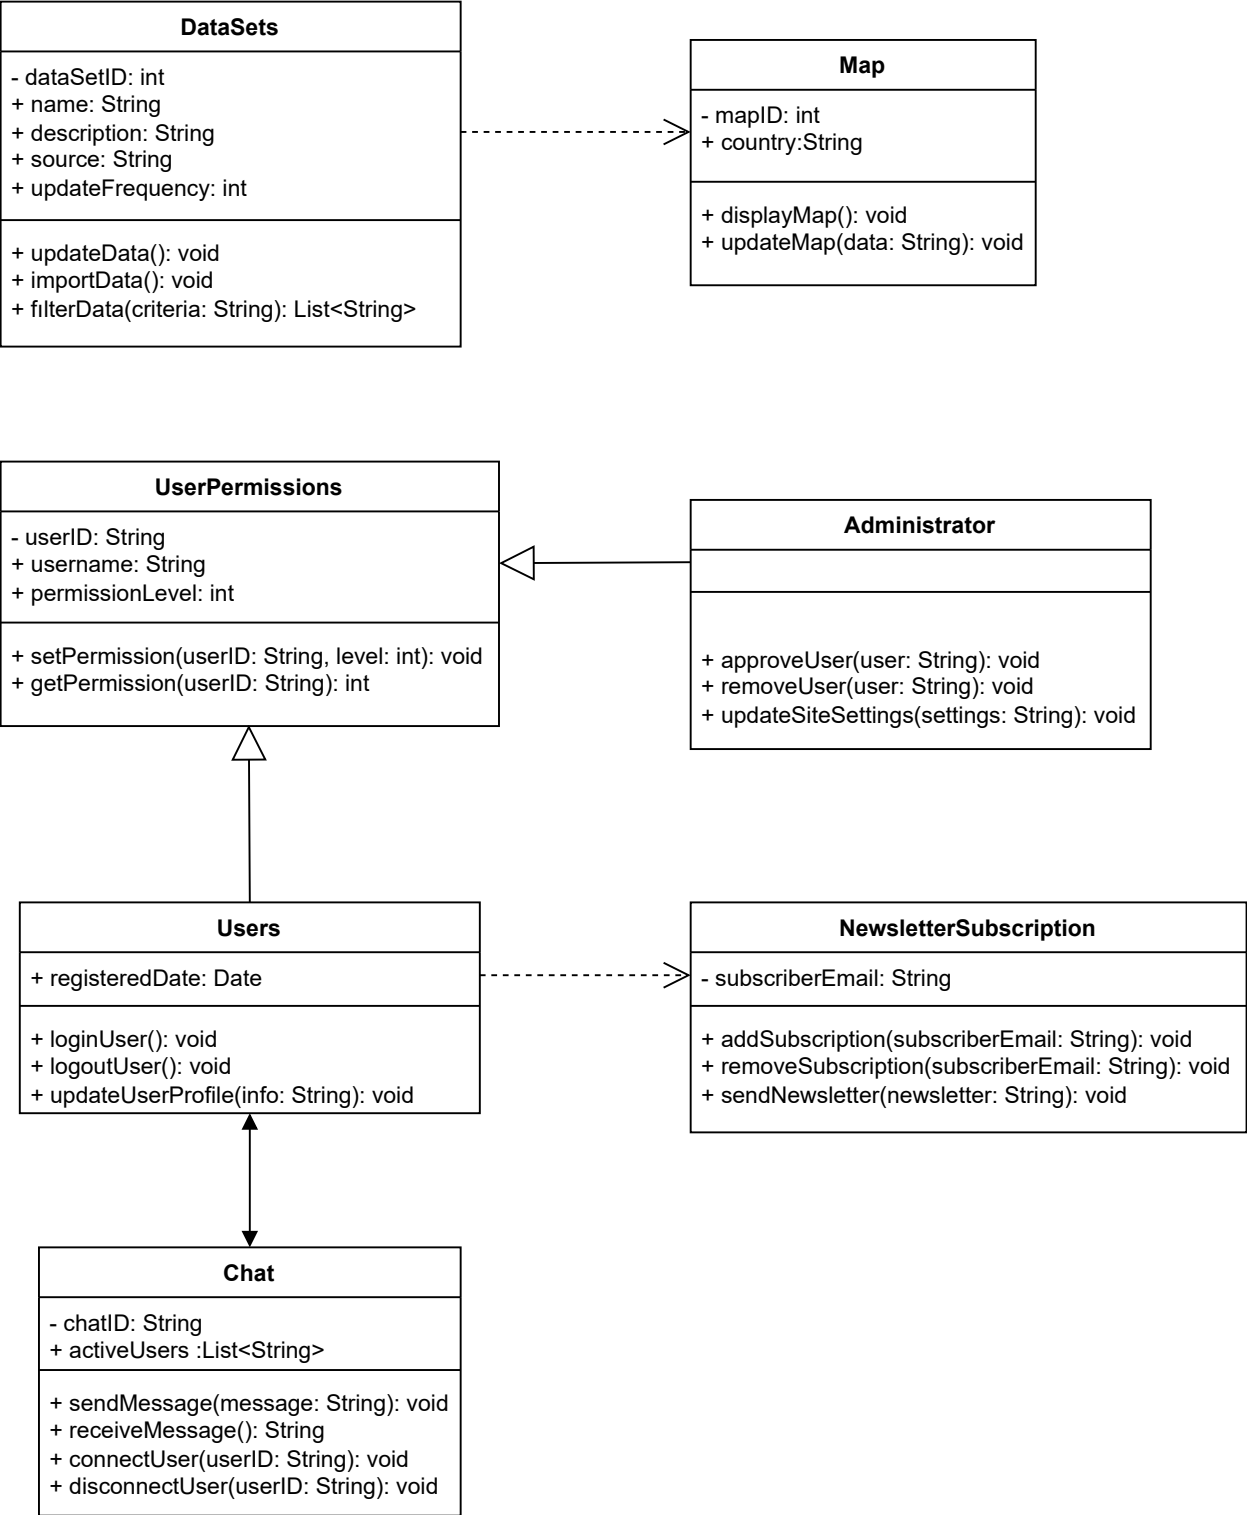 DataSets
- dataSetID: int
+ name: String
+ description: String
+ source: String
+ updateFrequency: int
+ updateData(): void
+ importData(): void
+ fılterData(criteria: String): List<String>
Map
- mapID: int
+ country:String
+ displayMap(): void
+ updateMap(data: String): void
UserPermissions
- userID: String
+ username: String
+ permissionLevel: int
+ setPermission(userID: String, level: int): void
+ getPermission(userID: String): int
Administrator
+ approveUser(user: String): void
+ removeUser(user: String): void
+ updateSiteSettings(settings: String): void
Users
+ registeredDate: Date
+ loginUser(): void
+ logoutUser(): void
+ updateUserProfile(info: String): void
NewsletterSubscription
- subscriberEmail: String
+ addSubscription(subscriberEmail: String): void
+ removeSubscription(subscriberEmail: String): void
+ sendNewsletter(newsletter: String): void
Chat
- chatID: String
+ activeUsers :List<String>
+ sendMessage(message: String): void
+ receiveMessage(): String
+ connectUser(userID: String): void
+ disconnectUser(userID: String): void